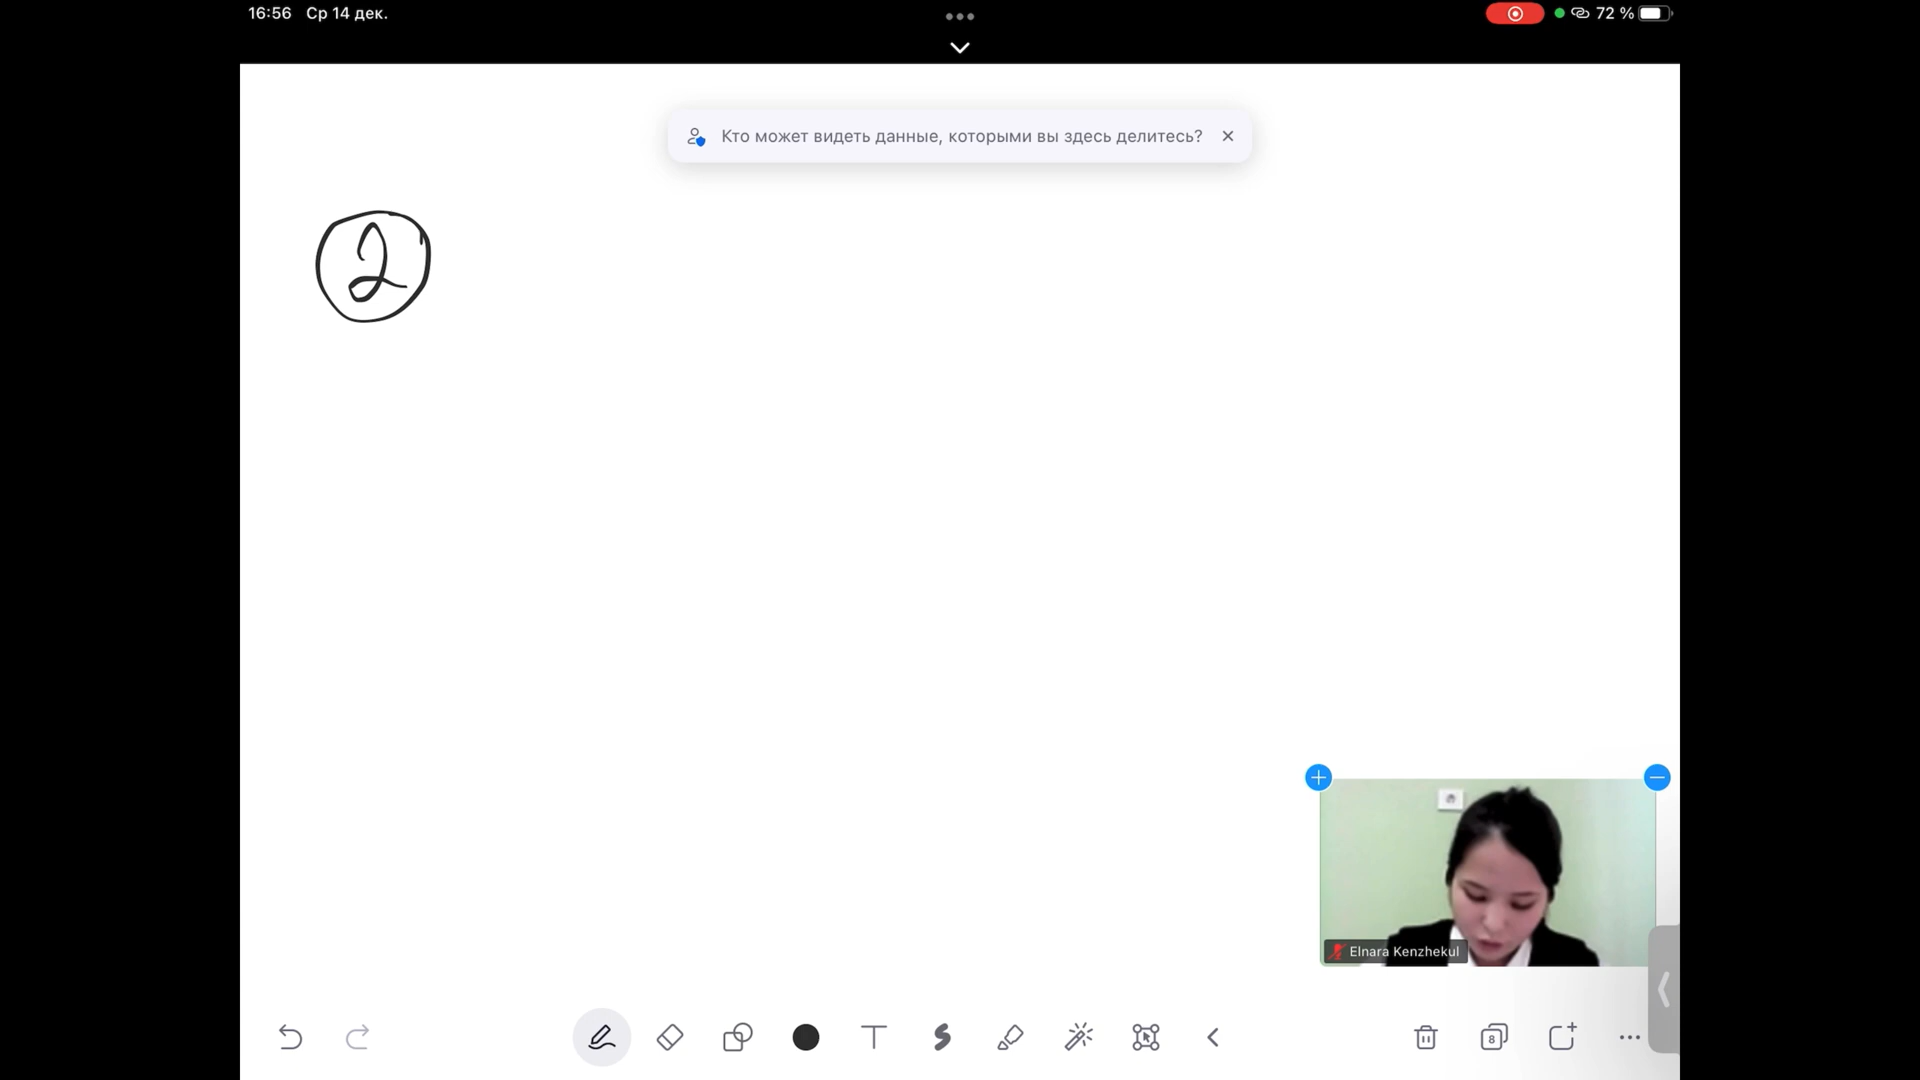 16:56 Ср 14 дек.
72 %
Кто может видеть данные, которыми вы здесь делитесь?
2
Elnara Kenzhekul
8